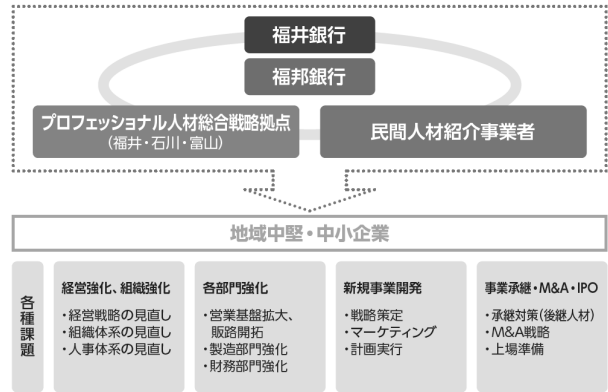 福井銀行
福邦銀行
プロフェッショナル人材総合戦略拠点
(福井・石川・富山)
民間人材紹介事業者
地域中堅・中小企業
各種課題
経営強化、組織強化
・経営戦略の見直し
・組織体系の見直し
・人事体系の見直し
各部門強化
・営業基盤拡大、
販路開拓
・製造部門強化
・財務部門強化
新規事業開発
・戦略策定
・マーケティング
・計画実行
事業承継・M&A・IPO
・承継対策(後継人材)
・M&A戦略
・上場準備